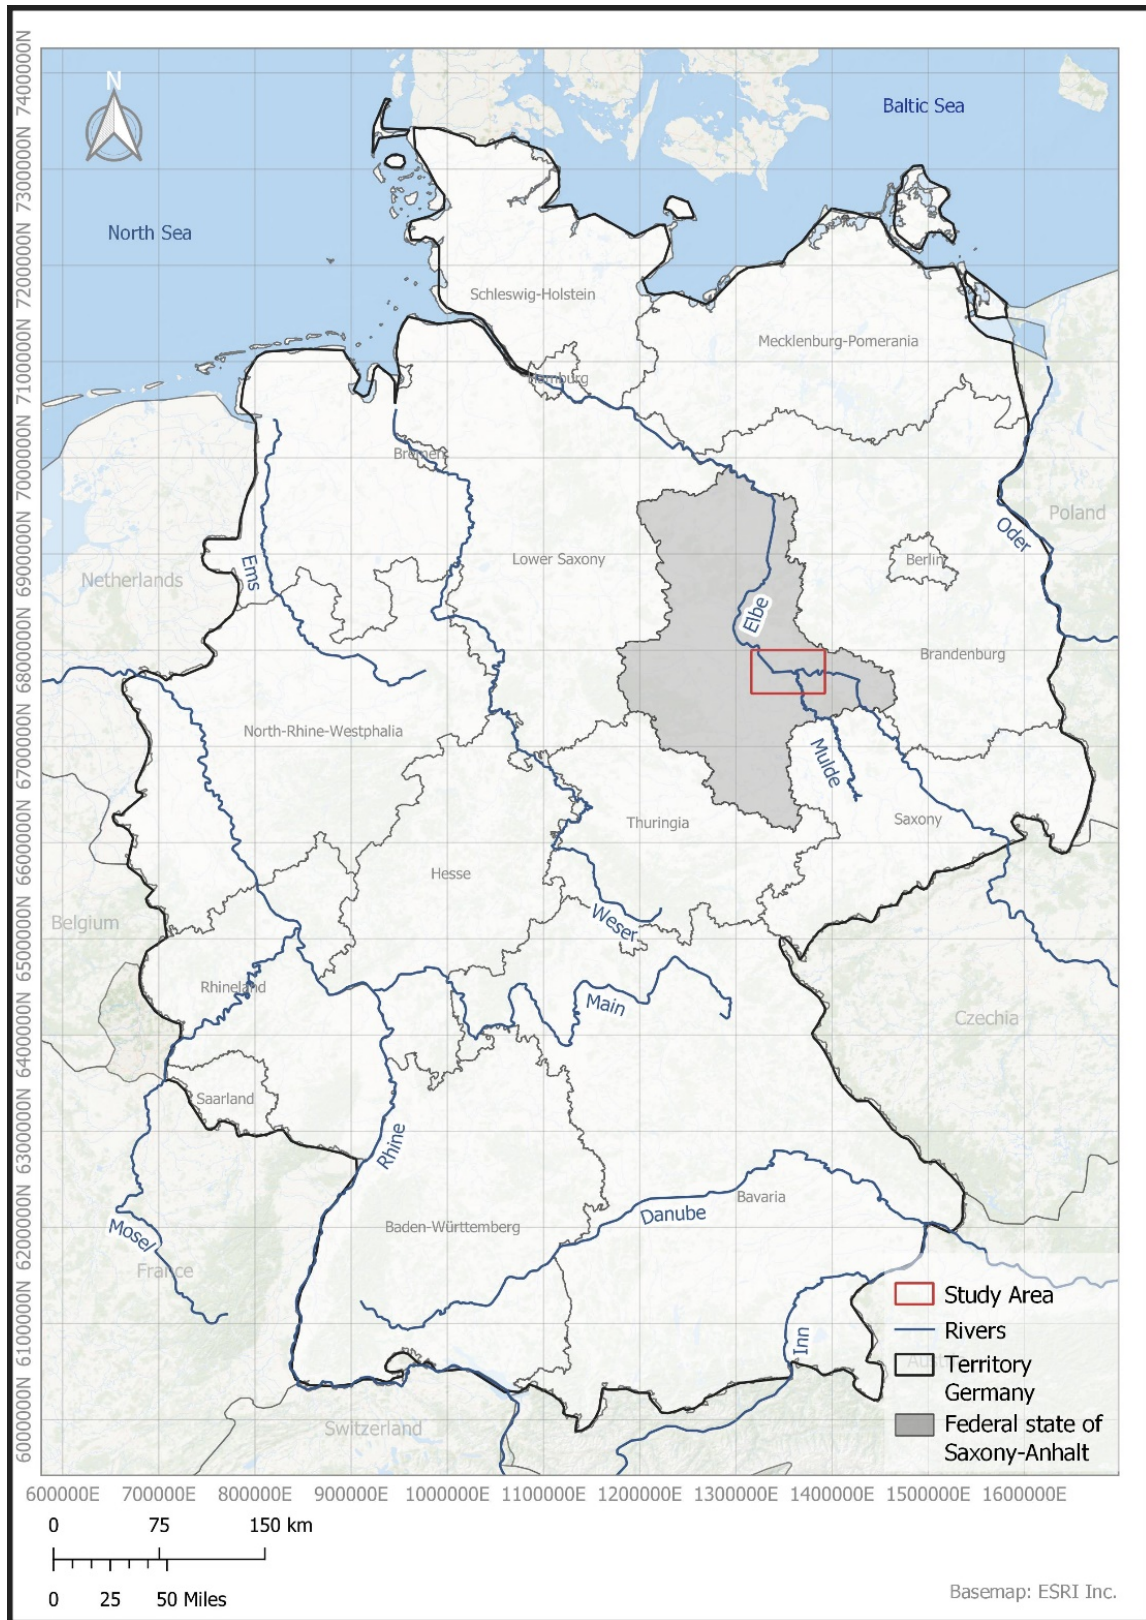 N
Baltic Sea
North Sea
Schleswig-Holstein
Mecklenburg-Pomerania
Hamburg
Bremen
Poland
Oder
Lower Saxony
Berlin
Netherlands
Ems
Elbe
Brandenburg
North-Rhine-Westphalia
Mulde
Thuringia
Saxony
Hesse
Belgium
Weser
Rhineland
Main
Czechia
Saarland
Rhine
Bavaria
Danube
Baden-Württemberg
Mosel
France
Inn
Switzerland
Study Area
Rivers
Territory
Germany
Federal state of
Saxony-Anhalt
7400000N
7300000N
7200000N
7100000N
7000000N
6900000N
6800000N
6700000N
6600000N
6500000N
6400000N
6300000N
6200000N
6100000N
6000000N
600000E 700000E 800000E 900000E 1000000E 1100000E 1200000E 1300000E 1400000E 1500000E 1600000E
0 75 150 km
0 25 50 Miles
Basemap: ESRI Inc.